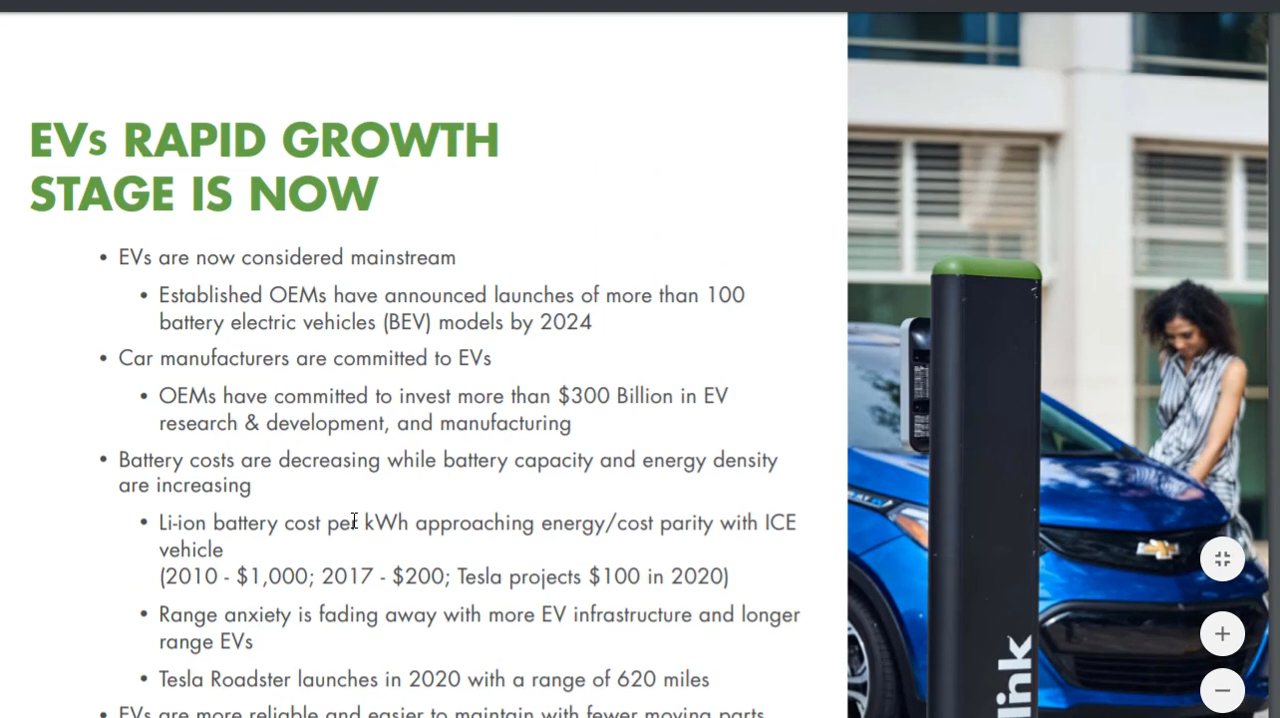 EVs RAPID GROWTH
STAGE IS NOW
• EVs are now considered mainstream
• Established OEMs have announced launches of more than 100
battery electric vehicles (BEV) models by 2024
• Car manufacturers are committed to EVs
• OEMs have committed to invest more than $300 Billion in EV
research & development, and manufacturing
• Battery costs are decreasing while battery capacity and energy density
are increasing
• Li-ion battery cost per kWh approaching energy/cost parity with ICE
vehicle
(2010 - $1,000; 2017 - $200; Tesla projects $100 in 2020)
• Range anxiety is fading away with more EV infrastructure and longer
range EVs
• Tesla Roadster launches in 2020 with a range of 620 miles
• EVs are more reliable and easier to maintain with fewer moving parts
link